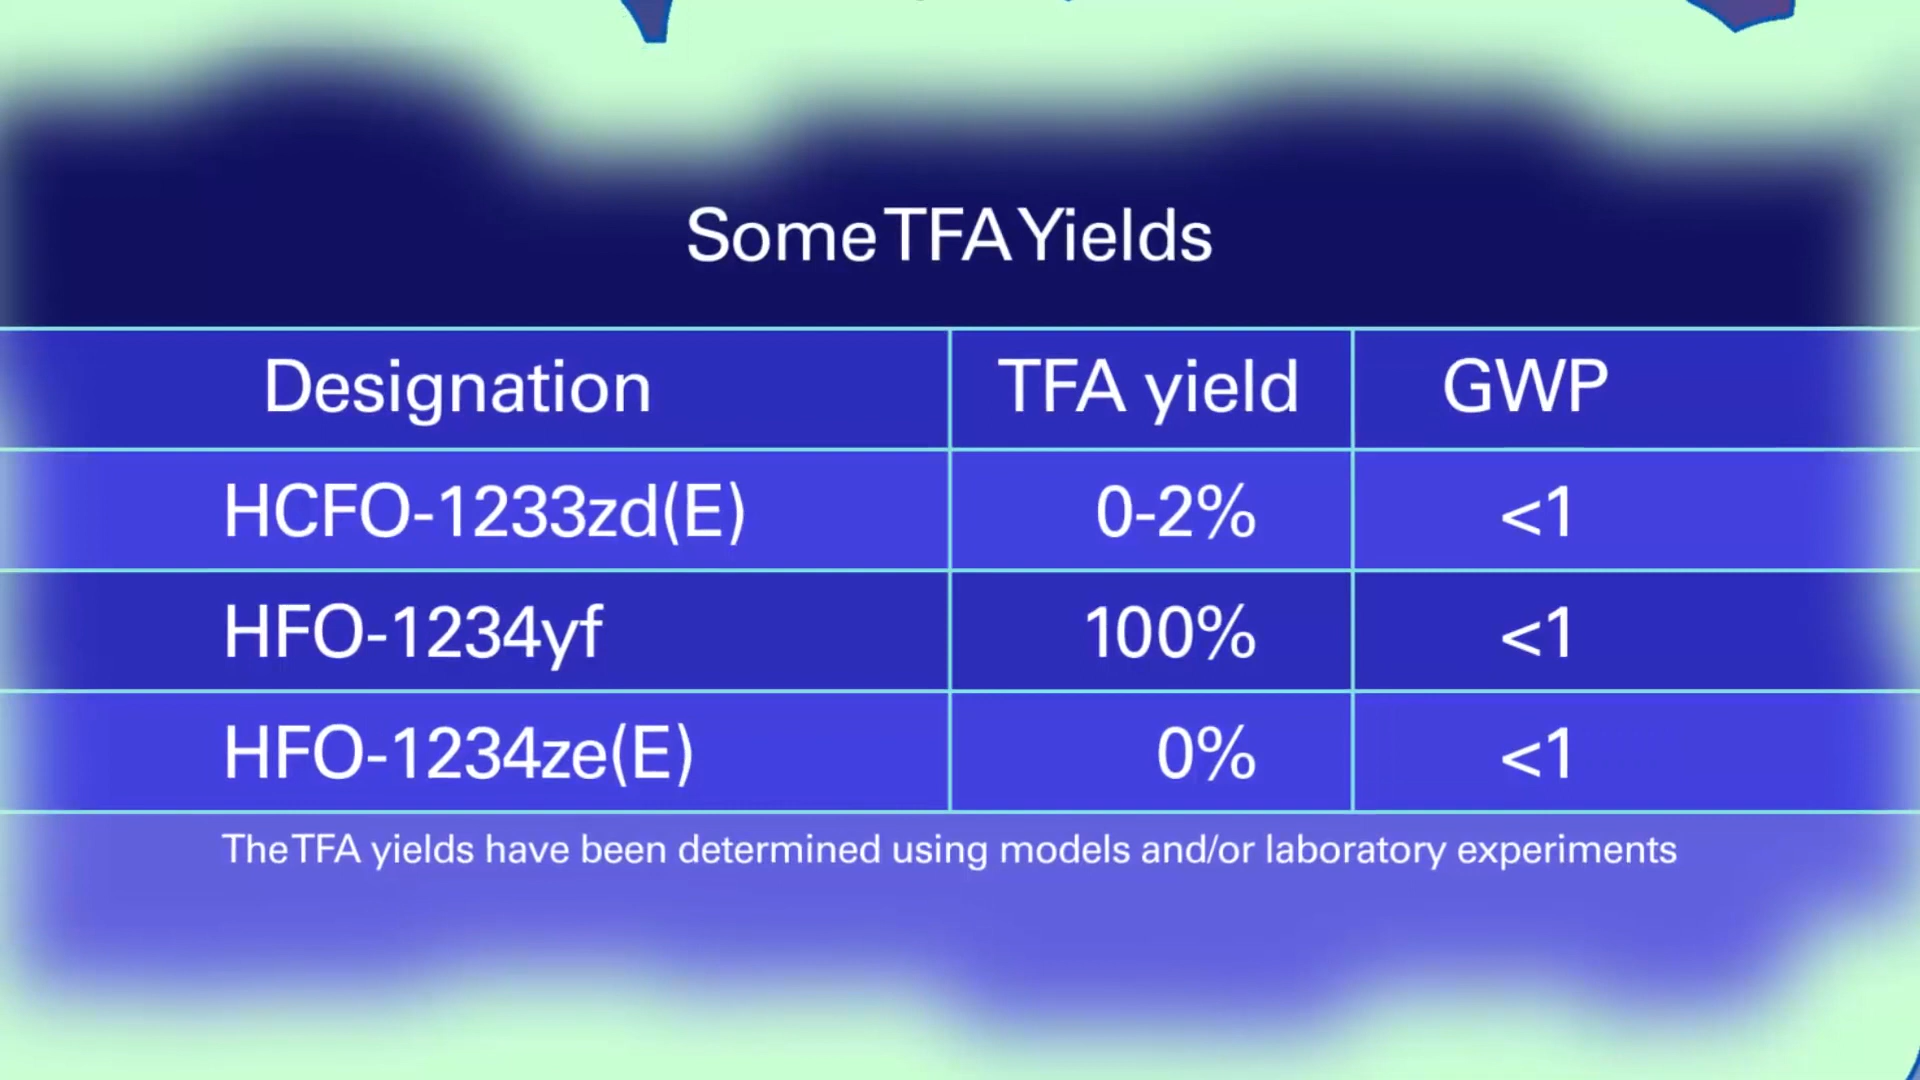 Some TFA Yields
Designation TFA yield GWP
HCFO-1233zd(E) 0-2% <1
HFO-1234yf 100% <1
HFO-1234ze(E) 0% <1
The TFA yields have been determined using models and/or laboratory experiments